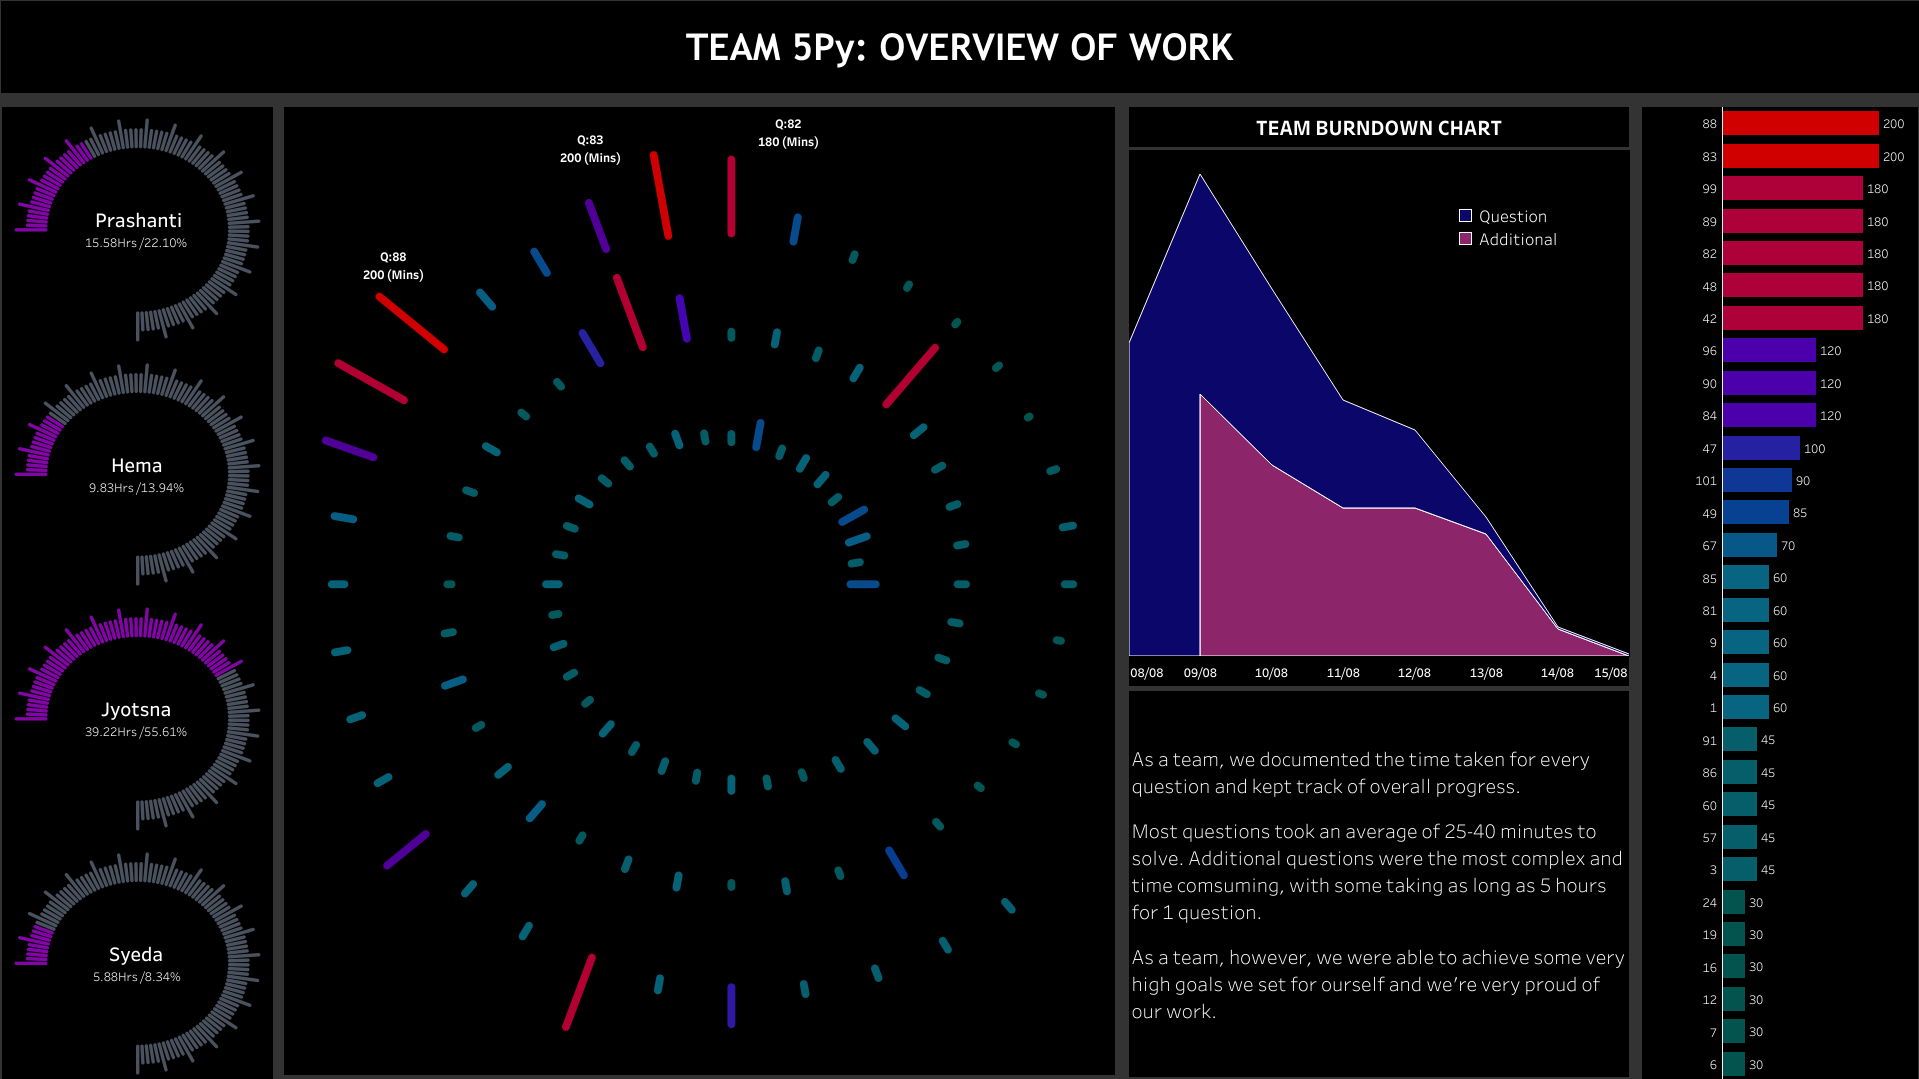 TEAM 5Py: OVERVIEW OF WORK
Prashanti
15.58Hrs /22.10%
Hema
9.83Hrs /13.94%
Jyotsna
39.22Hrs /55.61%
Syeda
5.88Hrs /8.34%
Q:82
180 (Mins)
Q:83
200 (Mins)
Q:88
200 (Mins)
TEAM BURNDOWN CHART
Question
Additional
08/08 09/08 10/08 11/08 12/08 13/08 14/08 15/08
As a team, we documented the time taken for every
question and kept track of overall progress.
Most questions took an average of 25-40 minutes to
solve. Additional questions were the most complex and
time comsuming, with some taking as long as 5 hours
for 1 question.
As a team, however, we were able to achieve some very
high goals we set for ourself and we’re very proud of
our work.
88 200
83 200
99 180
89 180
82 180
48 180
42 180
96 120
90 120
84 120
47 100
101 90
49 85
67 70
85 60
81 60
9 60
4 60
1 60
91 45
86 45
60 45
57 45
3 45
24 30
19 30
16 30
12 30
7 30
6 30